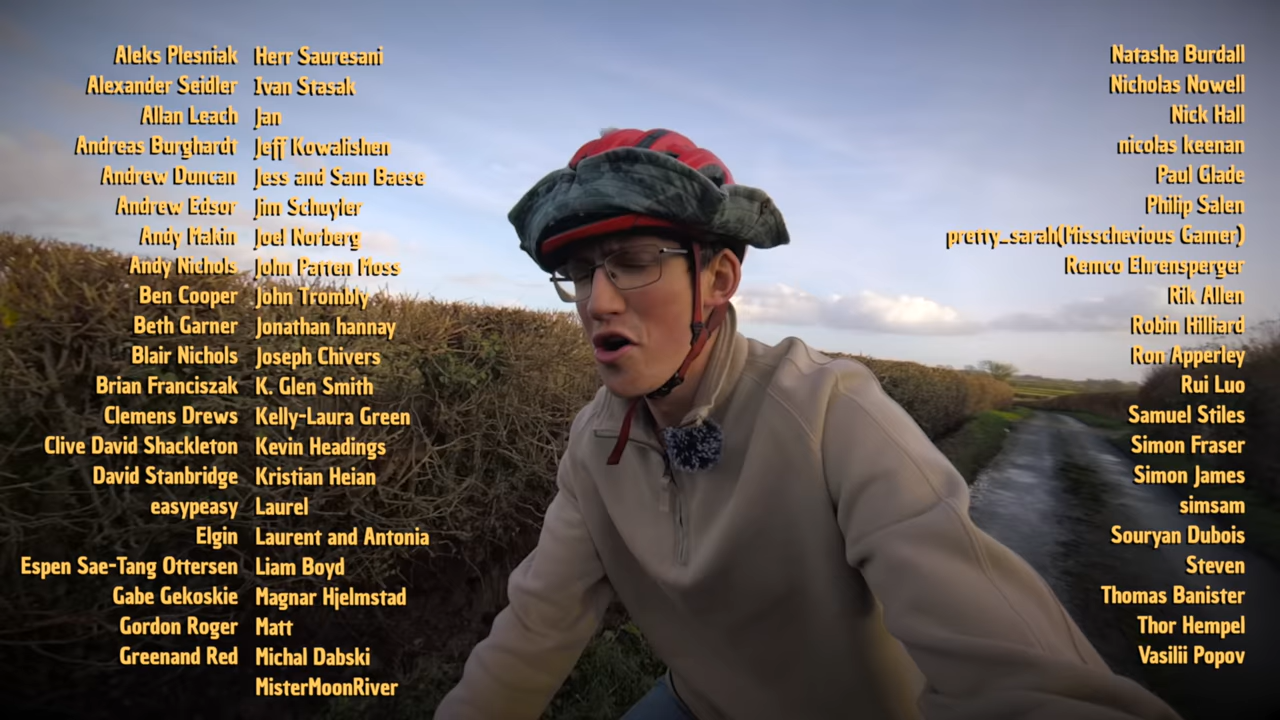 Aleks Plesniak
Alexander Seidler
Allan Leach
Andreas Burghardt
Andrew Duncan
Andrew Edsor
Andy Makin
Andy Nichols
Ben Cooper
Beth Garner
Blair Nichols
Brian Franciszak
Clemens Drews
Clive David Shackleton
David Stanbridge
easypeasy
Elgin
Espen Sae-Tang Ottersen
Gabe Gekoskie
Gordon Roger
Greenand Red
Herr Sauresani
Ivan Stasak
Jan
Jeff Kowalishen
Jess and Sam Baese
Jim Schuyler
Joel Norberg
John Patten Moss
John Trombly
Jonathan hannay
Joseph Chivers
K. Glen Smith
Kelly-Laura Green
Kevin Headings
Kristian Heian
Laurel
Laurent and Antonia
Liam Boyd
Magnar Hjelmstad
Matt
Michal Dabski
MisterMoonRiver
Natasha Burdall
Nicholas Nowell
Nick Hall
nicolas keenan
Paul Glade
Philip Salen
pretty_sarah(Misschevious Gamer)
Remco Ehrensperger
Rik Allen
Robin Hilliard
Ron Apperley
Rui Luo
Samuel Stiles
Simon Fraser
Simon James
simsam
Souryan Dubois
Steven
Thomas Banister
Thor Hempel
Vasilii Popov